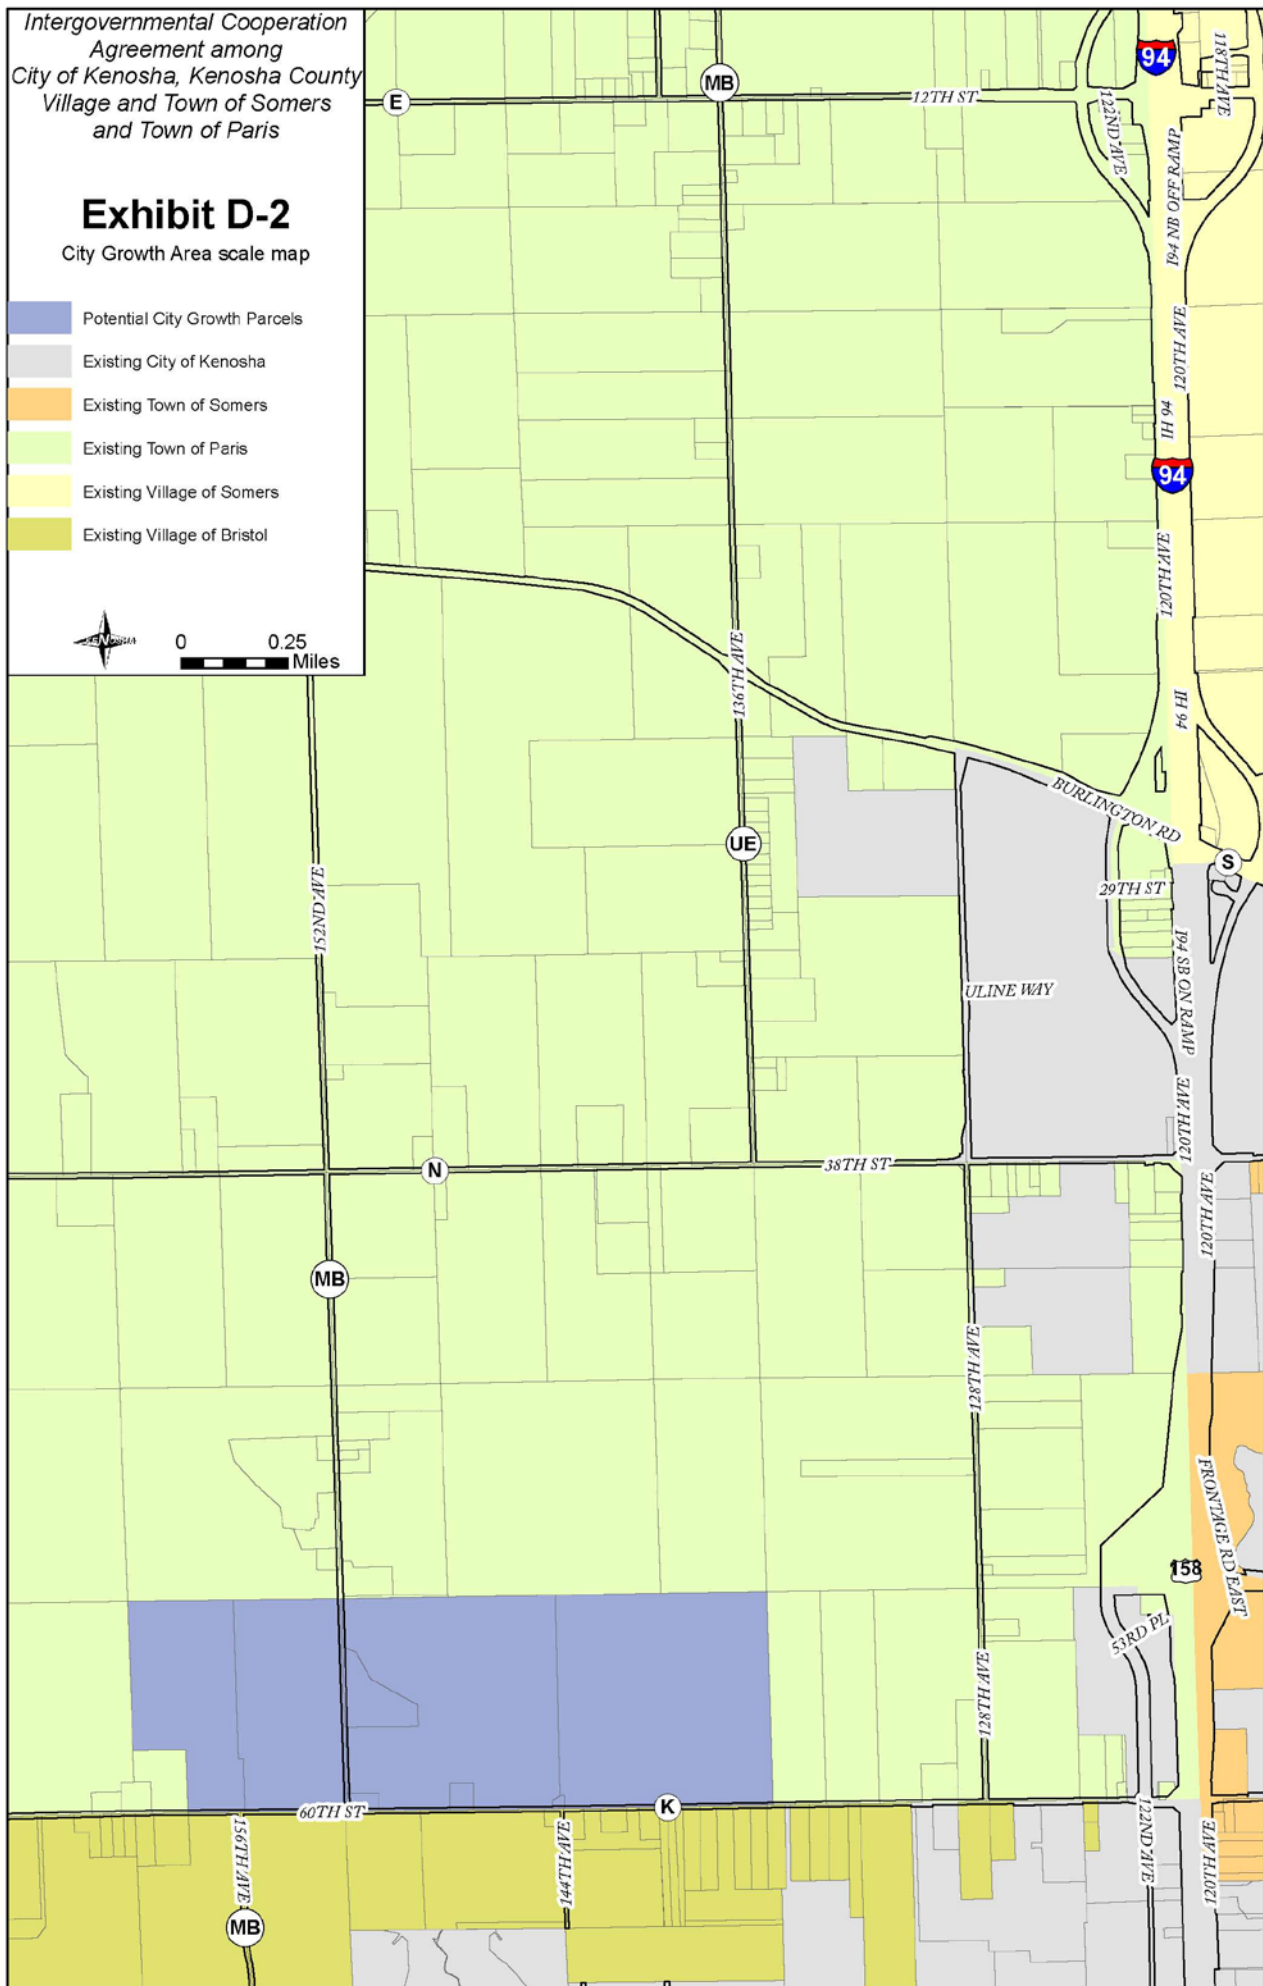 Intergovernmental Cooperation
Agreement among
City of Kenosha, Kenosha County
Village and Town of Somers
and Town of Paris
Exhibit D-2
City Growth Area scale map
Potential City Growth Parcels
Existing City of Kenosha
Existing Town of Somers
Existing Town of Paris
Existing Village of Somers
Existing Village of Bristol
KENOSHA
0 0.25
Miles
94
118TH AVE
MB
E
12TH ST
122ND AVE
I94 NB OFF RAMP
120TH AVE
IH 94
94
120TH AVE
136TH AVE
IH 94
BURLINGTON RD
UE
S
29TH ST
152ND AVE
I94 SB ON RAMP
ULINE WAY
120TH AVE
N
38TH ST
120TH AVE
MB
128TH AVE
FRONTAGE RD EAST
158
53RD PL
128TH AVE
60TH ST
K
156TH AVE
144TH AVE
122ND AVE
120TH AVE
MB